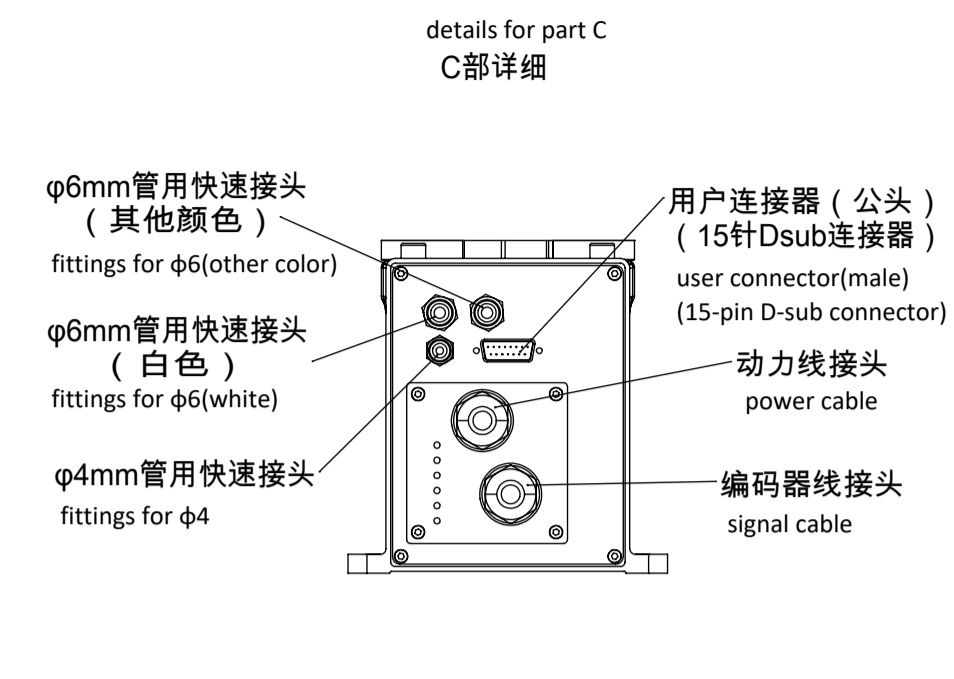 details for part C
C部详细
φ6mm管用快速接头
（其他颜色）
fittings for ϕ6(other color)
φ6mm管用快速接头
（白色）
fittings for ϕ6(white)
φ4mm管用快速接头
fittings for ϕ4
用户连接器（公头）
（15针Dsub连接器）
user connector(male)
(15-pin D-sub connector)
动力线接头
power cable
编码器线接头
signal cable